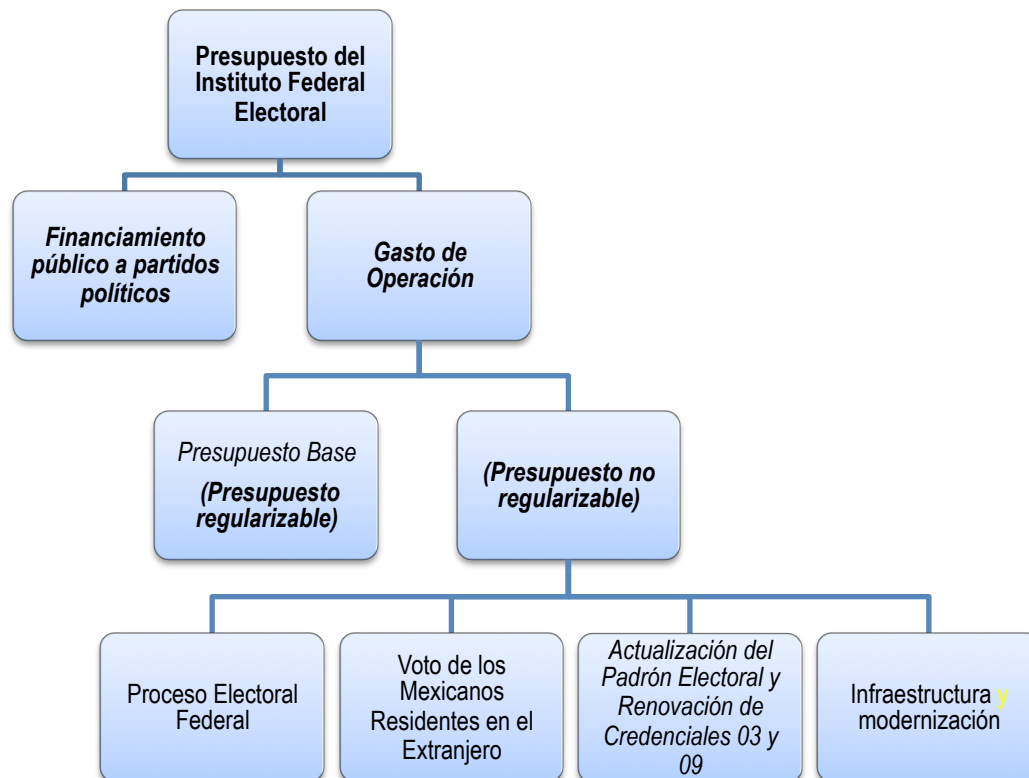 Presupuesto del
Instituto Federal
Electoral
Financiamiento
público a partidos
políticos
Gasto de
Operación
Presupuesto Base
(Presupuesto
regularizable)
(Presupuesto no
regularizable)
Proceso Electoral
Federal
Voto de los
Mexicanos
Residentes en el
Extranjero
Actualización del
Padrón Electoral y
Renovación de
Credenciales 03 y
09
Infraestructura y
modernización